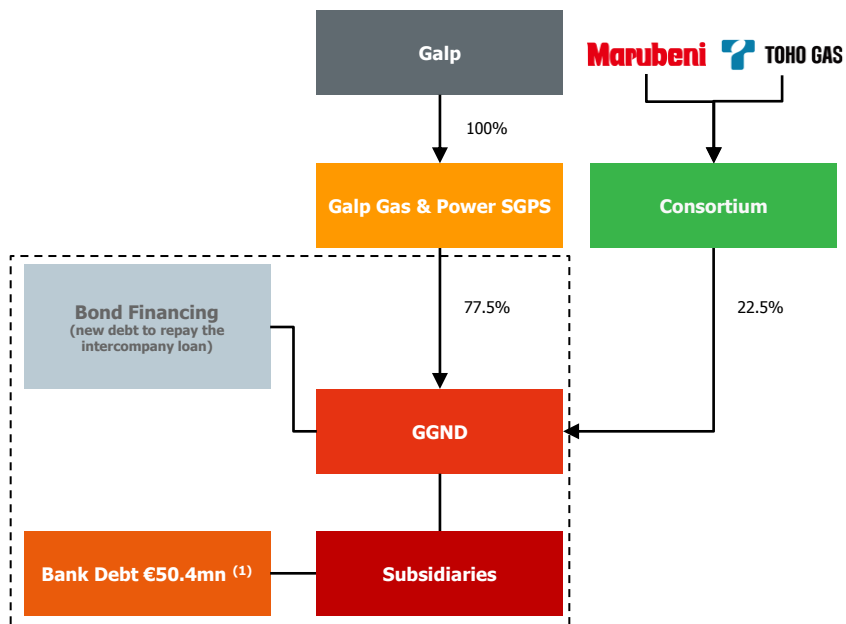 Galp
Marubeni
TOHO GAS
100%
Galp Gas & Power SGPS
Consortium
Bond Financing
(new debt to repay the
intercompany loan)
77.5%
22.5%
GGND
Bank Debt €50.4mn (1)
Subsidiaries